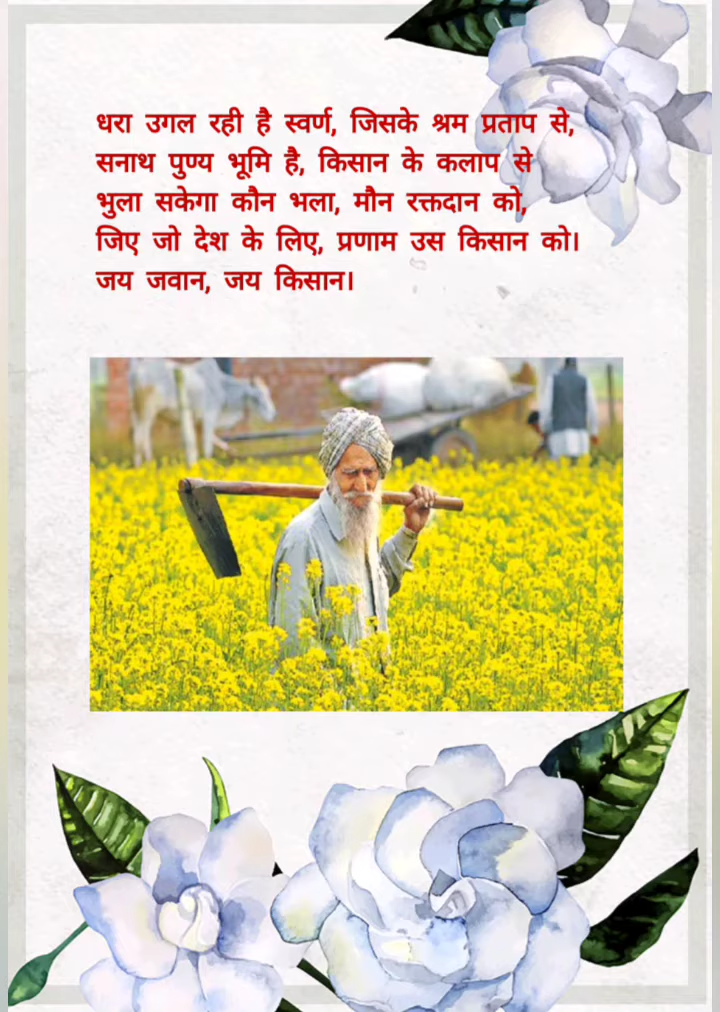 धरा उगल रही है स्वर्ण, जिसके श्रम प्रताप से,
सनाथ पुण्य भूमि है, किसान के कलाप से
भुला सकेगा कौन भला, मौन रक्तदान को,
जिए जो देश के लिए, प्रणाम उस किसान को।
जय जवान, जय किसान।